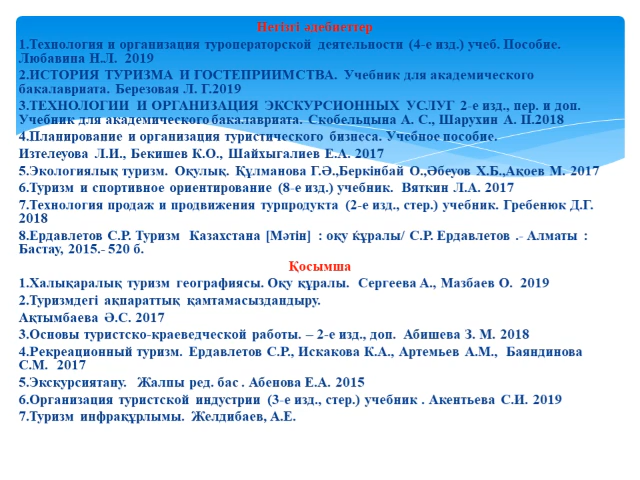 Негізгі әдебиеттер
1.Технология и организация туроператорской деятельности (4-е изд.) учеб. Пособие.
Любавина Н.Л. 2019
2.ИСТОРИЯ ТУРИЗМА И ГОСТЕПРИИМСТВА. Учебник для академического
бакалавриата. Березовая Л. Г.2019
3.ТЕХНОЛОГИИ И ОРГАНИЗАЦИЯ ЭКСКУРСИОННЫХ УСЛУГ 2-е изд., пер. и доп.
Учебник для академического бакалавриата. Скобельцына А. С., Шарухин А. П.2018
4.Планирование и организация туристического бизнеса. Учебное пособие.
Изтелеуова Л.И., Бекишев К.О., Шайхыгалиев Е.А. 2017
5.Экологиялық туризм. Оқулық. Құлманова Г.Ә.,Беркінбай О.,Әбеуов Х.Б.,Ақоев М. 2017
6.Туризм и спортивное ориентирование (8-е изд.) учебник. Вяткин Л.А. 2017
7.Технология продаж и продвижения турпродукта (2-е изд., стер.) учебник. Гребенюк Д.Г.
2018
8.Ердавлетов С.Р. Туризм Казахстана [Мәтін] : оқу құралы/ С.Р. Ердавлетов .- Алматы :
Бастау, 2015.- 520 б.
Қосымша
1.Халықаралық туризм географиясы. Оқу құралы. Сергеева А., Мазбаев О. 2019
2.Туризмдегі ақпараттық қамтамасыздандыру.
Ақтымбаева Ә.С. 2017
3.Основы туристско-краеведческой работы. – 2-е изд., доп. Абишева З. М. 2018
4.Рекреационный туризм. Ердавлетов С.Р., Искакова К.А., Артемьев А.М., Баяндинова
С.М. 2017
5.Экскурсиятану. Жалпы ред. бас . Абенова Е.А. 2015
6.Организация туристской индустрии (3-е изд., стер.) учебник . Акентьева С.И. 2019
7.Туризм инфрақұрлымы. Желдибаев, А.Е.